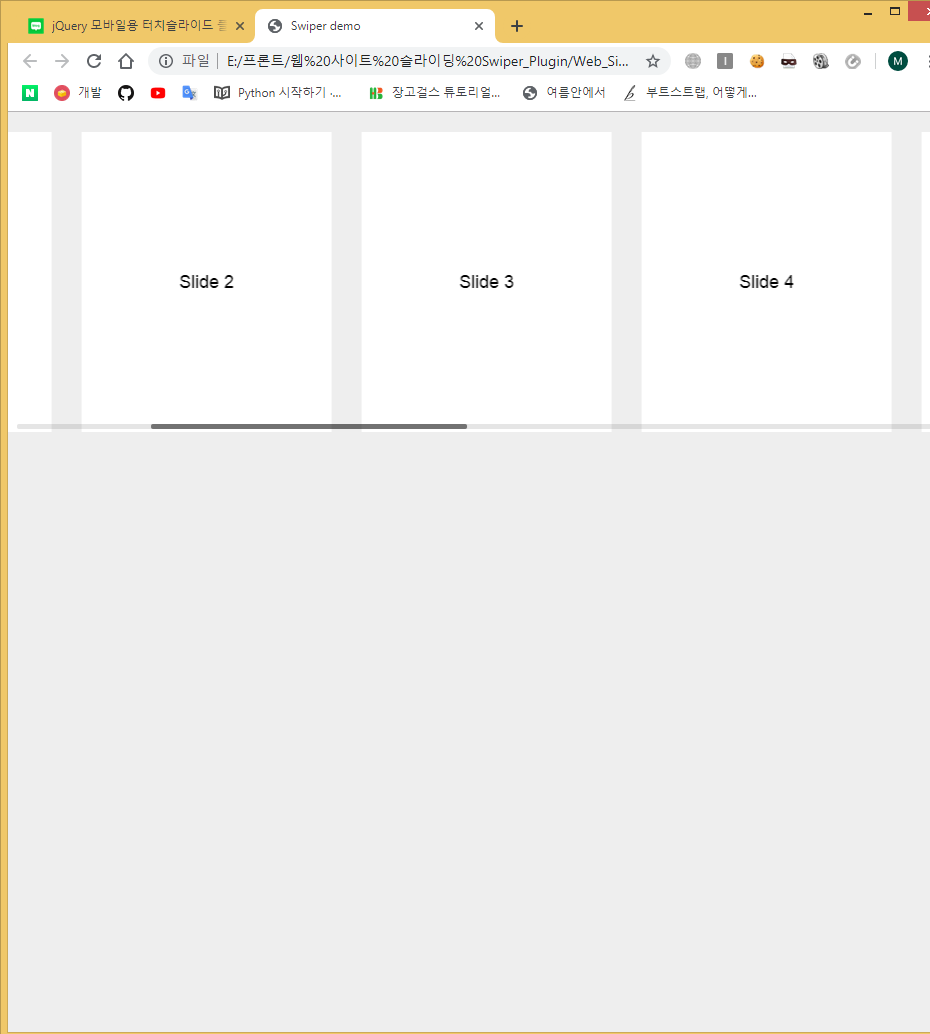 jQuery 모바일용 터치슬라이드 플
Swiper demo
파일 E:/프론트/웹%20사이트%20슬라이딩%20Swiper_Plugin/Web_Si...
M
N 개발 Python 시작하기 ·... HB 장고걸스 튜토리얼... 여름안에서 부트스트랩, 어떻게...
Slide 2
Slide 3
Slide 4